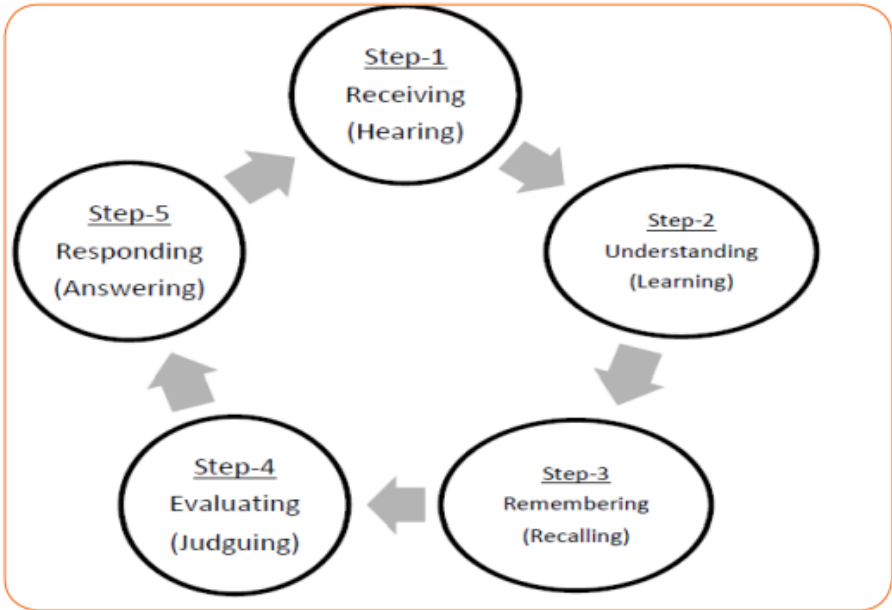 Step-1
Receiving
(Hearing)
Step-2
Understanding
(Learning)
Step-3
Remembering
(Recalling)
Step-4
Evaluating
(Judguing)
Step-5
Responding
(Answering)